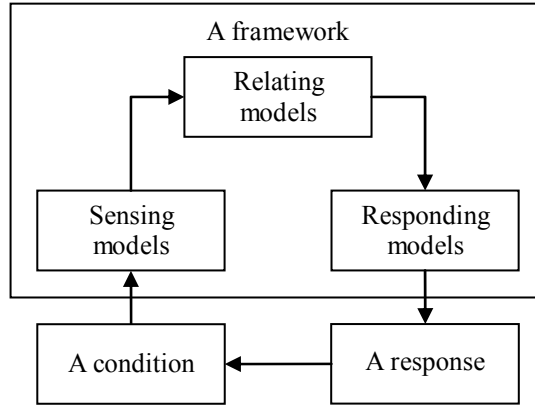 A framework
Relating
models
Sensing
models
Responding
models
A condition
A response